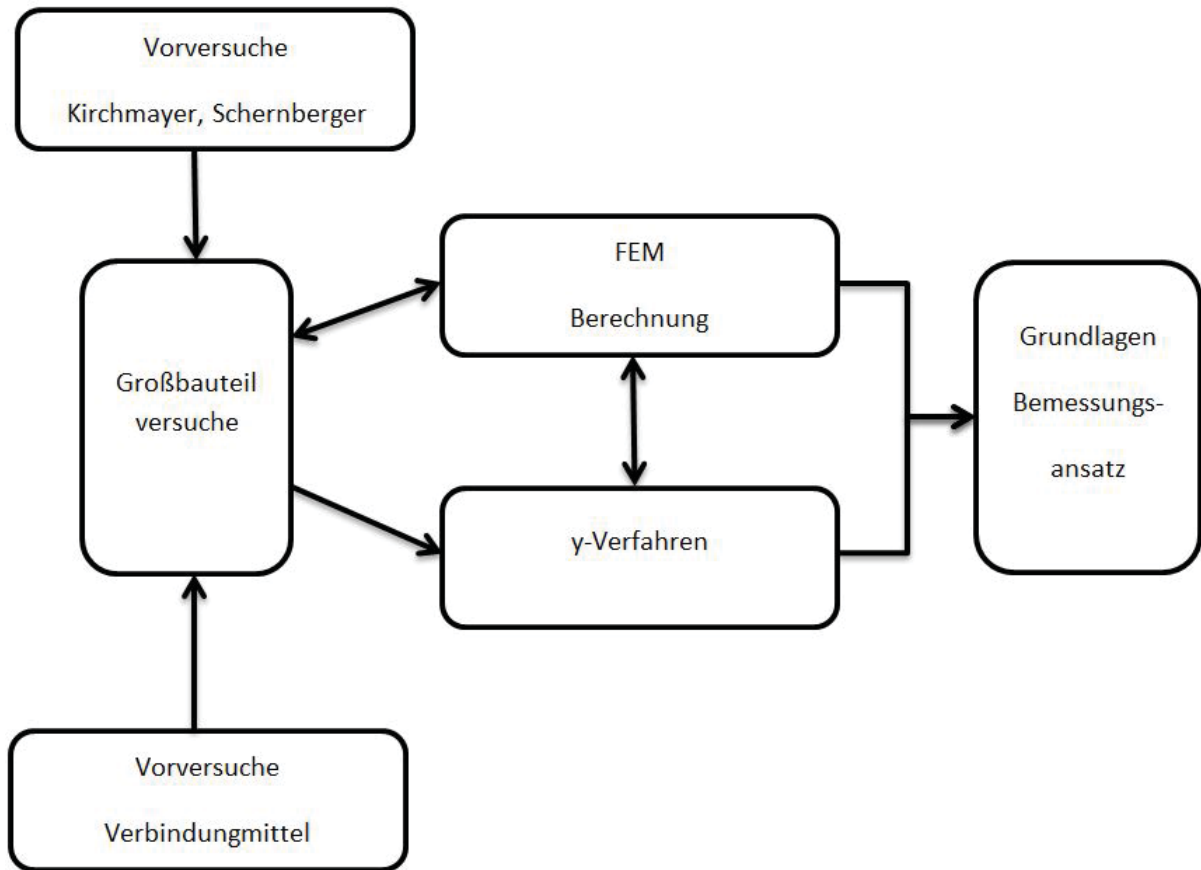 Vorversuche
Kirchmayer, Schernberger
FEM
Berechnung
Großbauteil
versuche
y-Verfahren
Grundlagen
Bemessungs-
ansatz
Vorversuche
Verbindungmittel